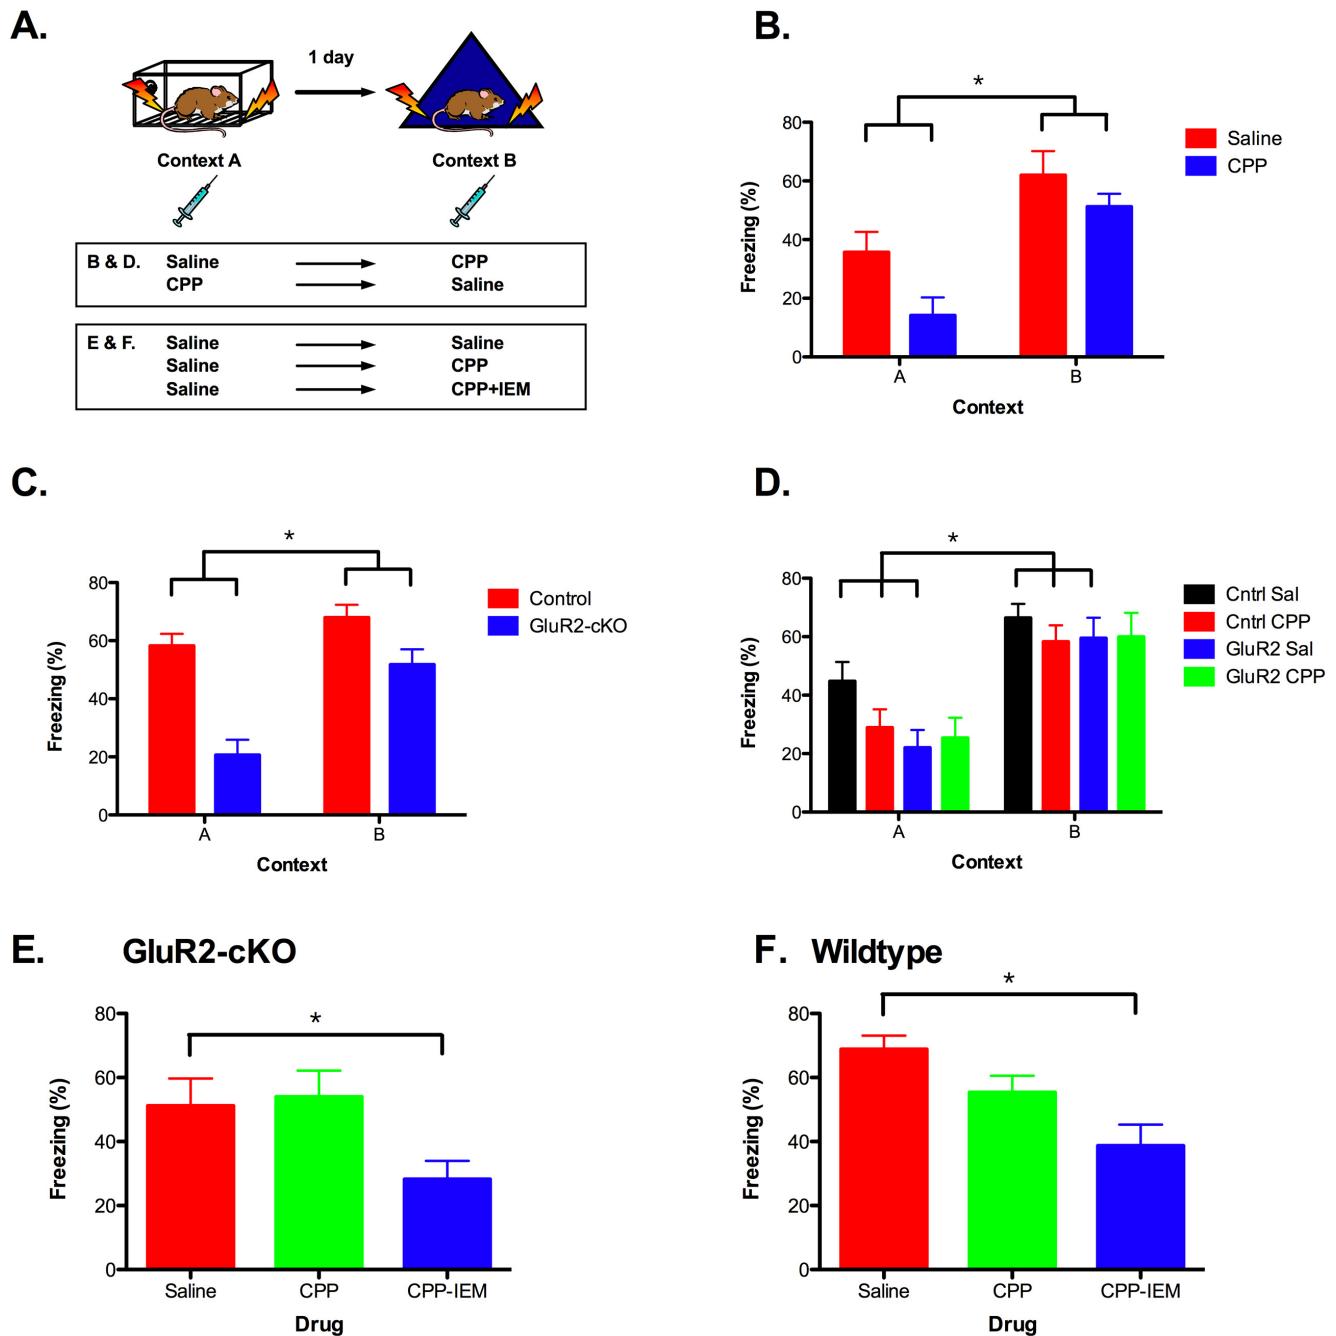 A.
1 day
Context A
Context B
B & D. Saline CPP
CPP Saline
E & F. Saline Saline
Saline CPP
Saline CPP+IEM
B.
*
Saline
CPP
80
60
40
20
0
Freezing (%)
A B
Context
C.
*
Control
GluR2-cKO
80
60
40
20
0
Freezing (%)
A B
Context
D.
*
Cntrl Sal
Cntrl CPP
GluR2 Sal
GluR2 CPP
80
60
40
20
0
Freezing (%)
A B
Context
E. GluR2-cKO
*
80
60
40
20
0
Freezing (%)
Saline CPP CPP-IEM
Drug
F. Wildtype
*
80
60
40
20
0
Freezing (%)
Saline CPP CPP-IEM
Drug